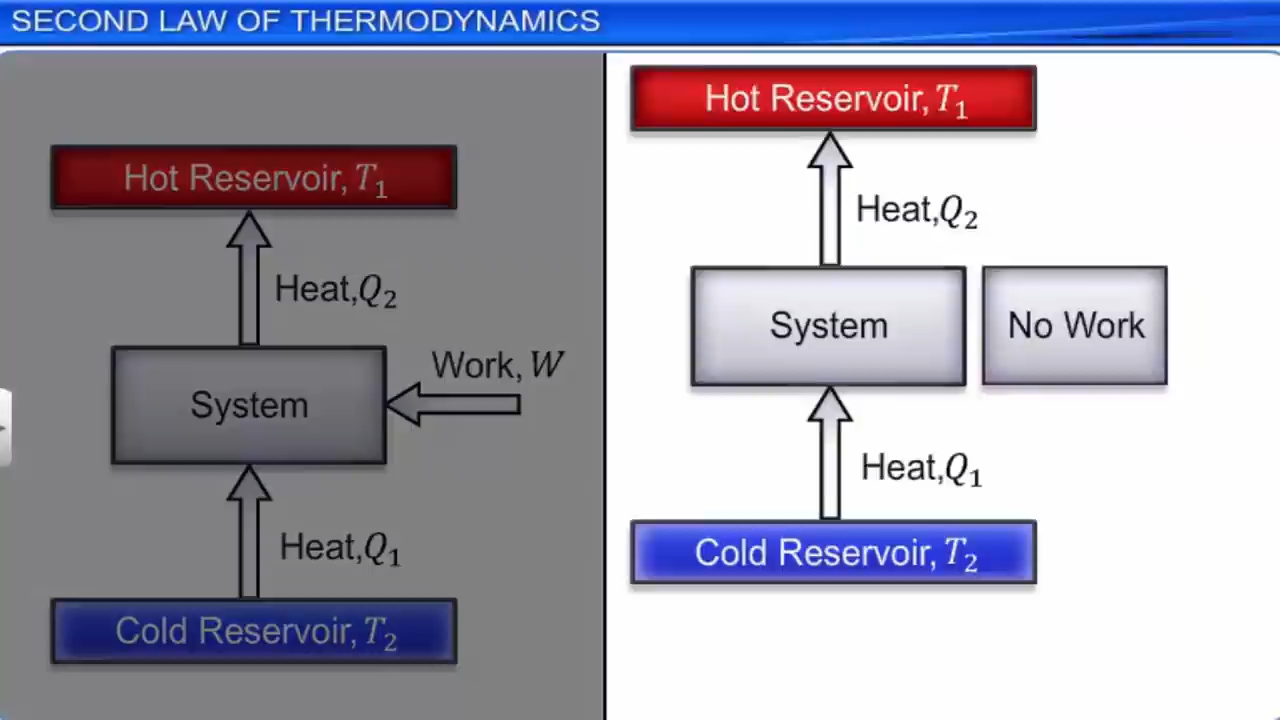 SECOND LAW OF THERMODYNAMICS
Hot Reservoir, T₁
Heat,Q₂
Work, W
System
Heat,Q₁
Cold Reservoir, T₂
Hot Reservoir, T₁
Heat,Q₂
System
No Work
Heat,Q₁
Cold Reservoir, T₂